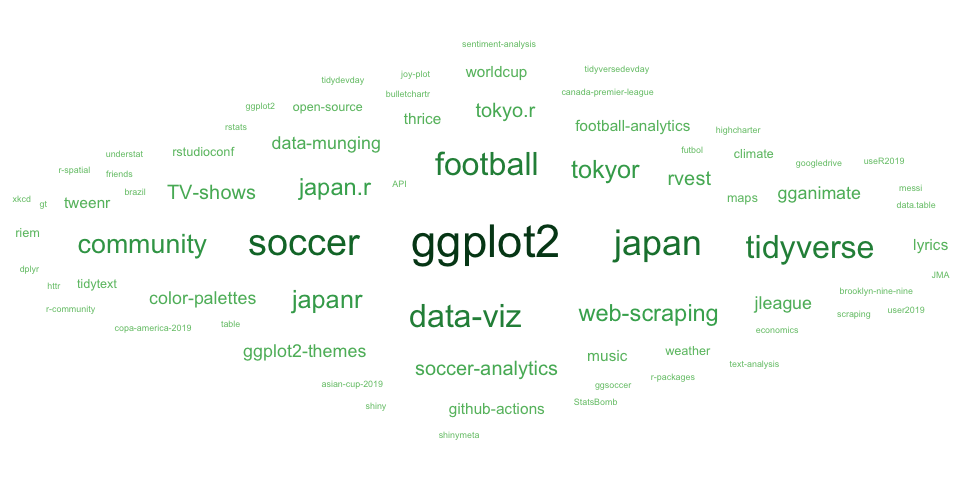 sentiment-analysis
joy-plot worldcup tidyversedevday
tidydevday
bulletchartr canada-premier-league
ggplot2 open-source thrice tokyo.r
rstats football-analytics highcharter
understat rstudioconf data-munging futbol climate
r-spatial friends football tokyor googledrive useR2019
xkcd gt tweenr brazil TV-shows japan.r API rvest maps gganimate messi
data.table
riem community soccer ggplot2 japan tidyverse lyrics
dplyr JMA
httr tidytext brooklyn-nine-nine
r-community color-palettes japanr jleague scraping user2019
copa-america-2019 table data-viz web-scraping economics
ggplot2-themes music weather
soccer-analytics text-analysis
asian-cup-2019 ggsoccer r-packages
shiny github-actions StatsBomb
shinymeta